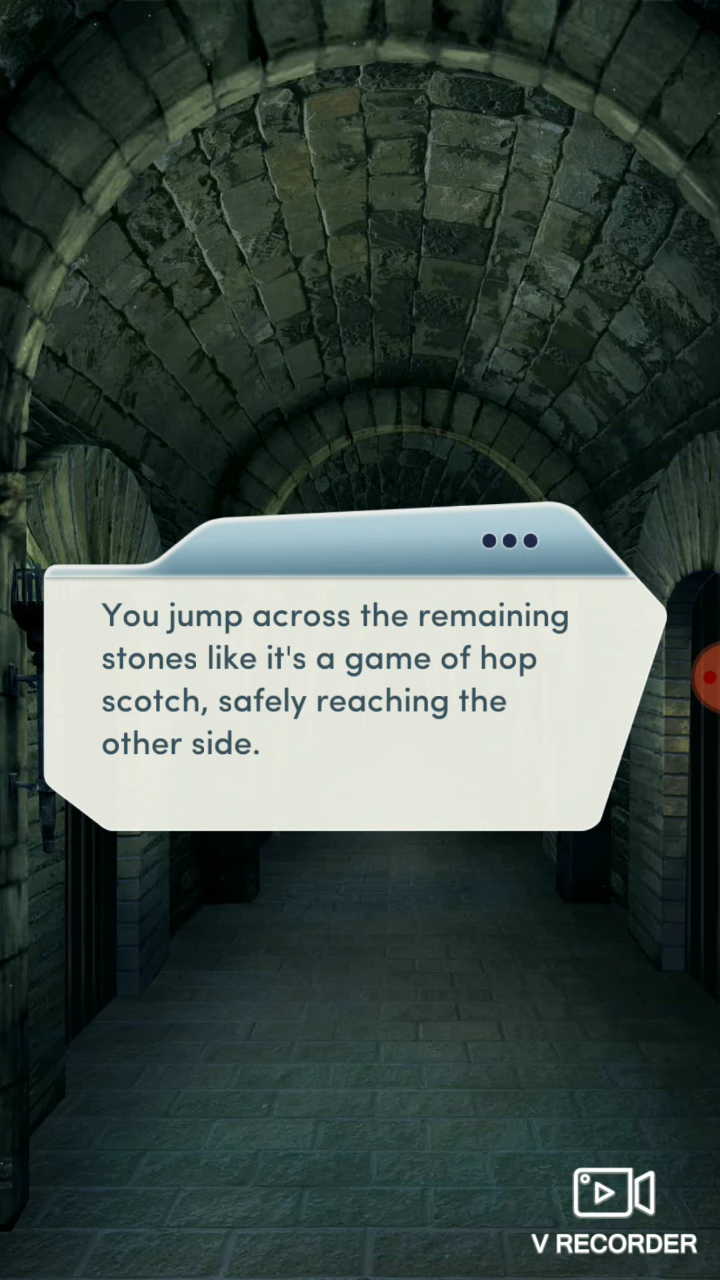 You jump across the remaining
stones like it's a game of hop
scotch, safely reaching the
other side.
V RECORDER